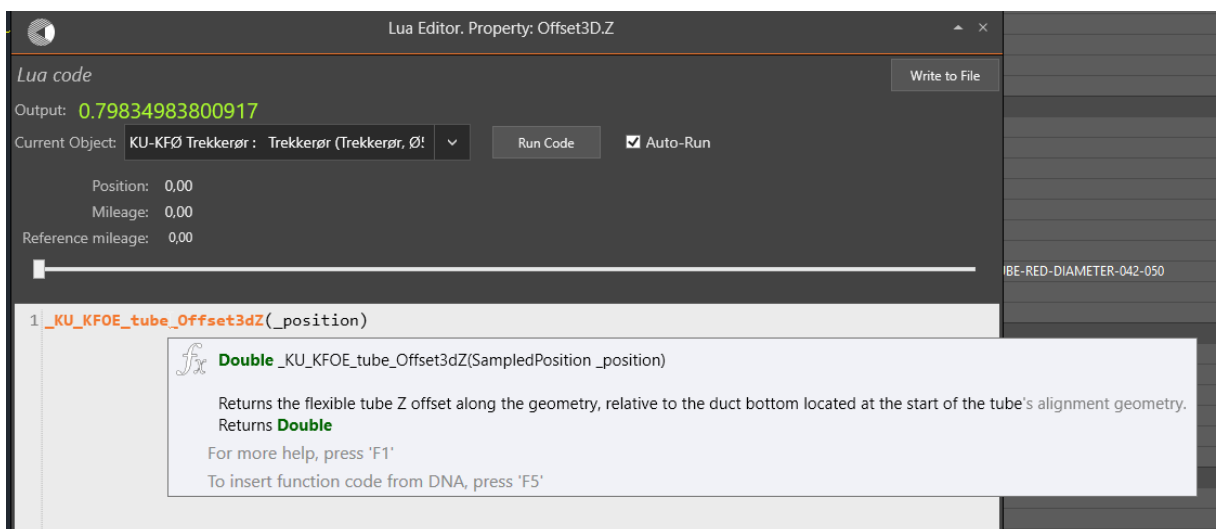 Lua Editor. Property: Offset3D.Z
Lua code
Write to File
Output: 0.79834983800917
Current Object: KU-KFØ Trekkerør : Trekkerør (Trekkerør, Ø!
Run Code
Auto-Run
Position: 0,00
Mileage: 0,00
Reference mileage: 0,00
BE-RED-DIAMETER-042-050
1 _KU_KFOE_tube_Offset3dZ(_position)
Double _KU_KFOE_tube_Offset3dZ(SampledPosition _position)
Returns the flexible tube Z offset along the geometry, relative to the duct bottom located at the start of the tube's alignment geometry.
Returns Double
For more help, press 'F1'
To insert function code from DNA, press 'F5'